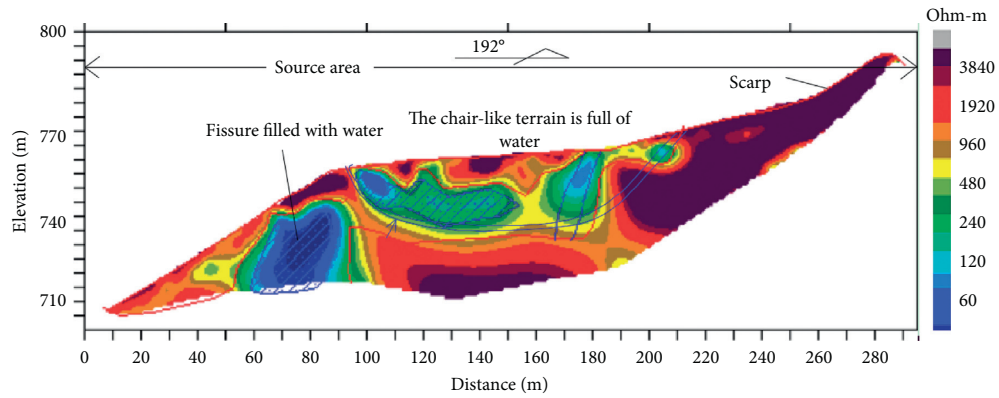 Ohm-m
800
192°
3840
Source area
Scarp
1920
Fissure filled with water
The chair-like terrain is full of
water
770
960
Elevation (m)
480
740
240
120
710
60
0 20 40 60 80 100 120 140 160 180 200 220 240 260 280
Distance (m)